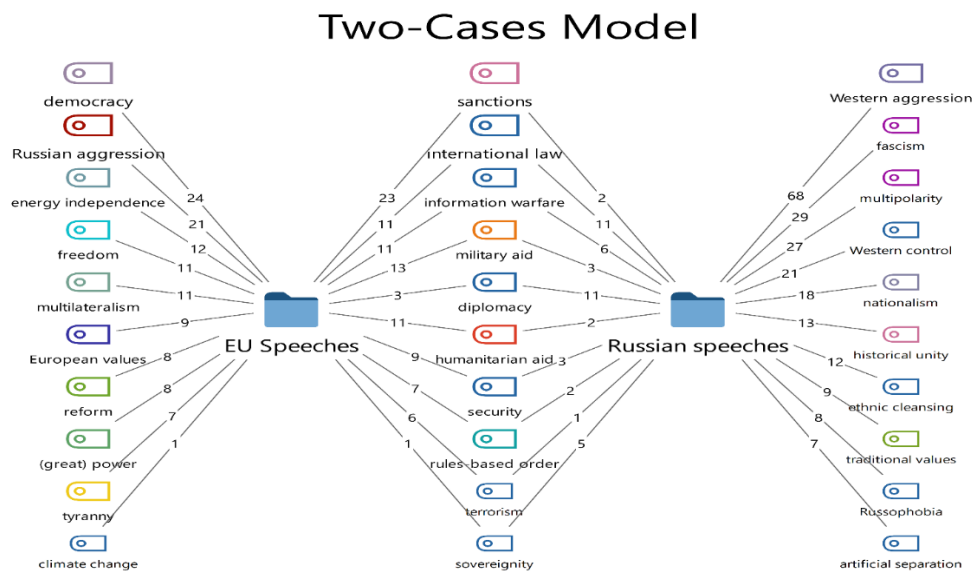 Two-Cases Model
democracy
sanctions
Western aggression
Russian aggression
international law
fascism
energy independence
information warfare
multipolarity
freedom
military aid
Western control
multilateralism
diplomacy
nationalism
European values
humanitarian aid
historical unity
reform
security
ethnic cleansing
(great) power
rules-based order
traditional values
tyranny
terrorism
Russophobia
climate change
sovereignity
artificial separation
EU Speeches
Russian speeches
24
21
12
11
11
9
8
8
7
1
23
11
11
13
3
11
9
7
6
1
2
11
6
3
11
2
3
2
1
5
68
29
27
21
18
13
12
9
8
7